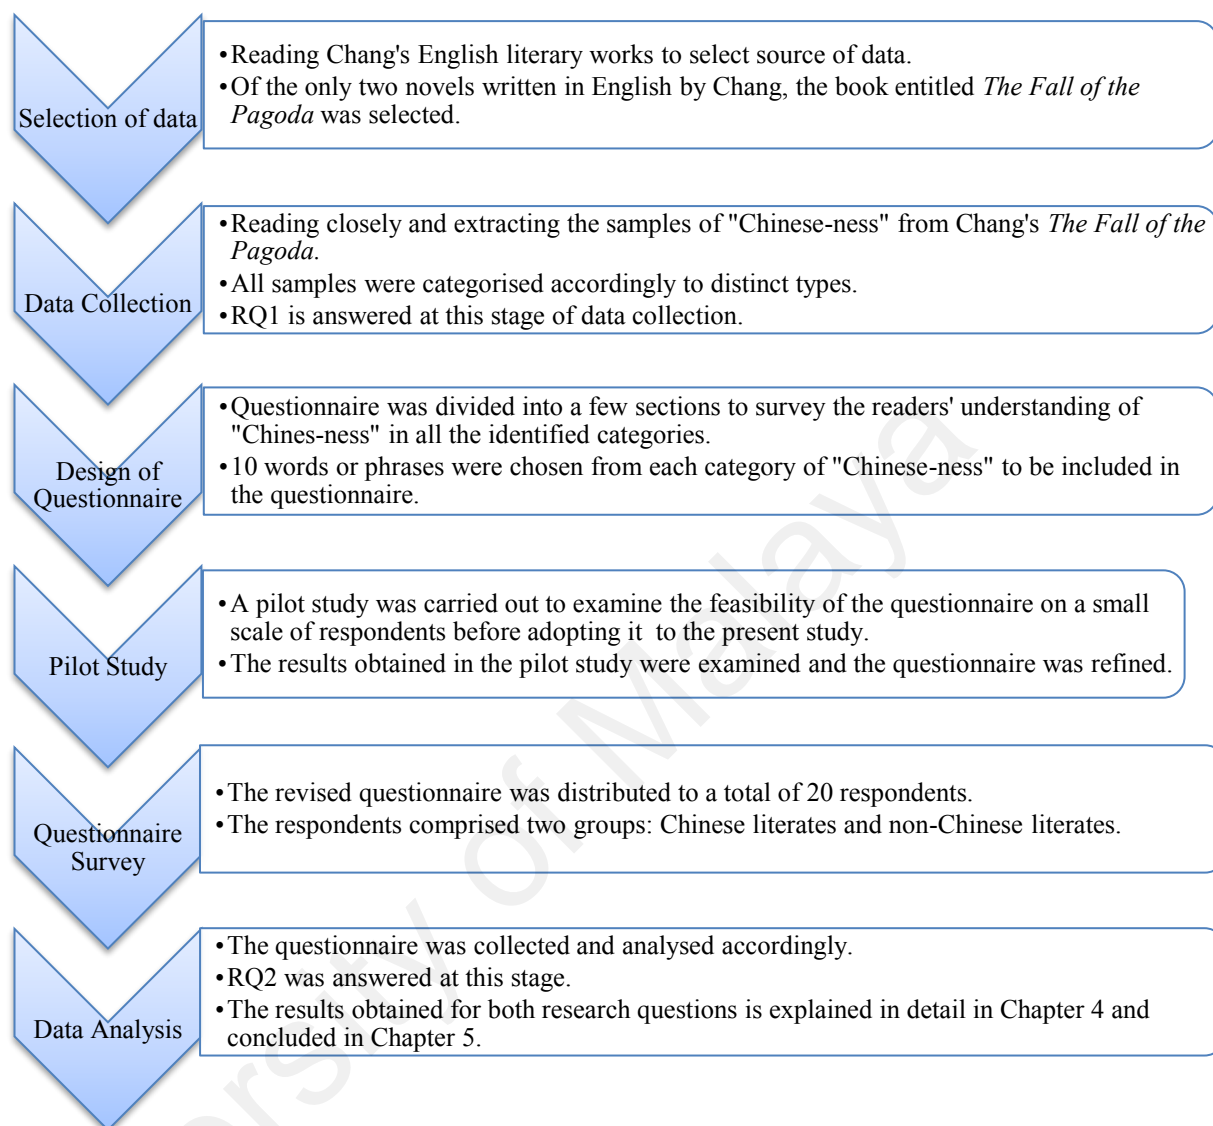 Selection of data
•Reading Chang's English literary works to select source of data.
•Of the only two novels written in English by Chang, the book entitled The Fall of the
Pagoda was selected.
Data Collection
•Reading closely and extracting the samples of "Chinese-ness" from Chang's The Fall of the
Pagoda.
•All samples were categorised accordingly to distinct types.
•RQ1 is answered at this stage of data collection.
Design of
Questionnaire
•Questionnaire was divided into a few sections to survey the readers' understanding of
"Chines-ness" in all the identified categories.
•10 words or phrases were chosen from each category of "Chinese-ness" to be included in
the questionnaire.
Pilot Study
•A pilot study was carried out to examine the feasibility of the questionnaire on a small
scale of respondents before adopting it to the present study.
•The results obtained in the pilot study were examined and the questionnaire was refined.
Questionnaire
Survey
•The revised questionnaire was distributed to a total of 20 respondents.
•The respondents comprised two groups: Chinese literates and non-Chinese literates.
Data Analysis
•The questionnaire was collected and analysed accordingly.
•RQ2 was answered at this stage.
•The results obtained for both research questions is explained in detail in Chapter 4 and
concluded in Chapter 5.
ersity of Malaya